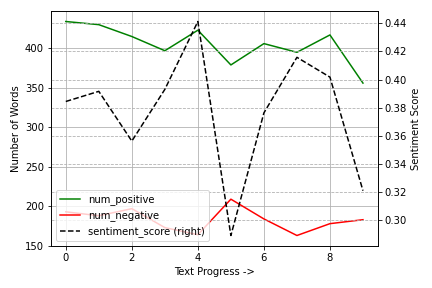 400
350
300
250
200
150
Number of Words
0.44
0.42
0.40
0.38
0.36
0.34
0.32
0.30
Sentiment Score
num_positive
num_negative
sentiment_score (right)
0 2 4 6 8
Text Progress ->